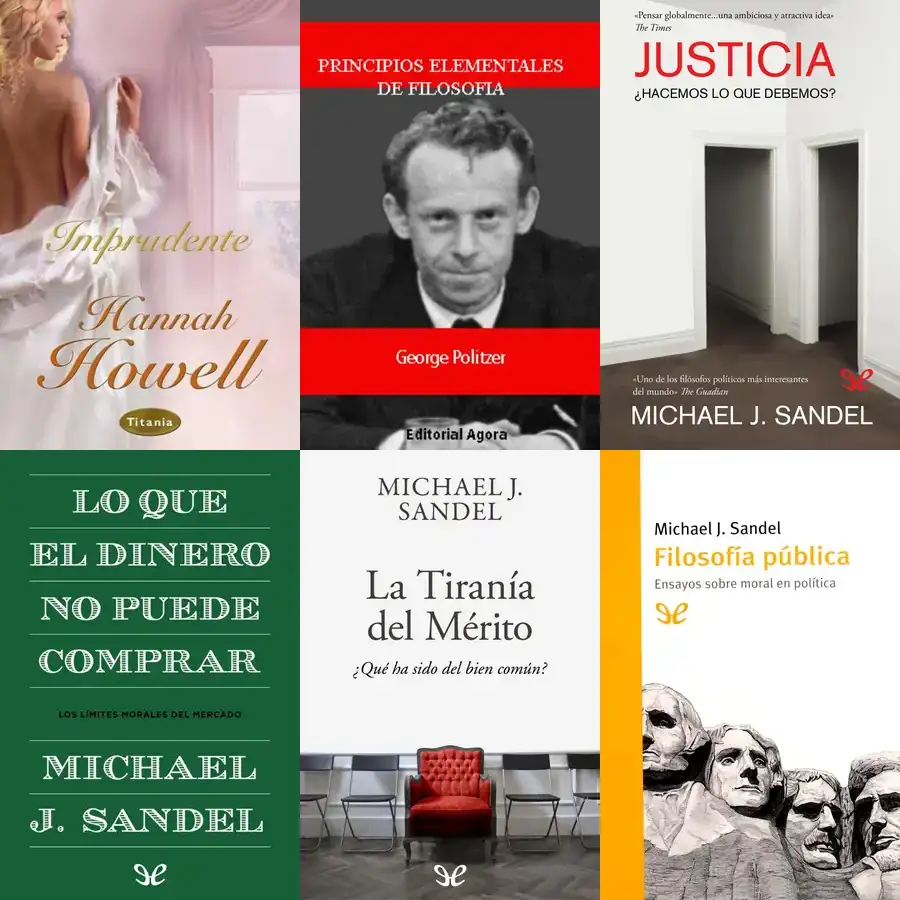 Imprudente
Hannah
Howell
Titania
PRINCIPIOS ELEMENTALES
DE FILOSOFIA
George Politzer
Editorial Agora
«Pensar globalmente...una ambiciosa y atractiva idea»
The Times
JUSTICIA
¿HACEMOS LO QUE DEBEMOS?
«Uno de los filósofos políticos más interesantes
del mundo» The Guadian
MICHAEL J. SANDEL
LO QUE
EL DINERO
NO PUEDE
COMPRAR
LOS LÍMITES MORALES DEL MERCADO
MICHAEL
J. SANDEL
MICHAEL J.
SANDEL
La Tiranía
del Mérito
¿Qué ha sido del bien común?
Michael J. Sandel
Filosofía pública
Ensayos sobre moral en política